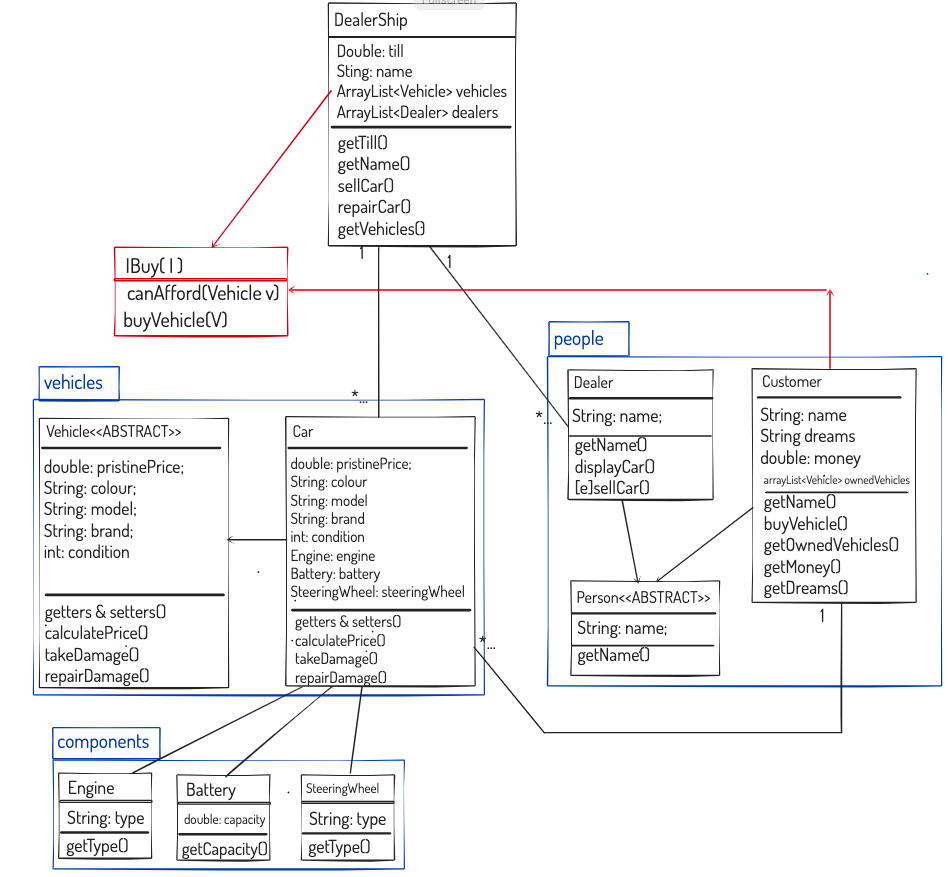 Fullscreen
DealerShip
Double: till
Sting: name
ArrayList<Vehicle> vehicles
ArrayList<Dealer> dealers
getTill()
getName()
sellCar()
repairCar()
getVehicles()
1
1
IBuy( I )
canAfford(Vehicle v)
buyVehicle(V)
people
vehicles
*...
*...
Dealer
String: name;
getName()
displayCar()
[e]sellCar()
Customer
String: name
String dreams
double: money
arrayList<Vehicle> ownedVehicles
getName()
buyVehicle()
getOwnedVehicles()
getMoney()
getDreams()
1
Vehicle<<ABSTRACT>>
double: pristinePrice;
String: colour;
String: model;
String: brand;
int: condition
getters & setters()
calculatePrice()
takeDamage()
repairDamage()
Car
double: pristinePrice;
String: colour
String: model
String: brand
int: condition
Engine: engine
Battery: battery
SteeringWheel: steeringWheel
getters & setters()
calculatePrice()
takeDamage()
repairDamage()
*...
Person<<ABSTRACT>>
String: name;
getName()
components
Engine
String: type
getType()
Battery
double: capacity
getCapacity()
SteeringWheel
String: type
getType()